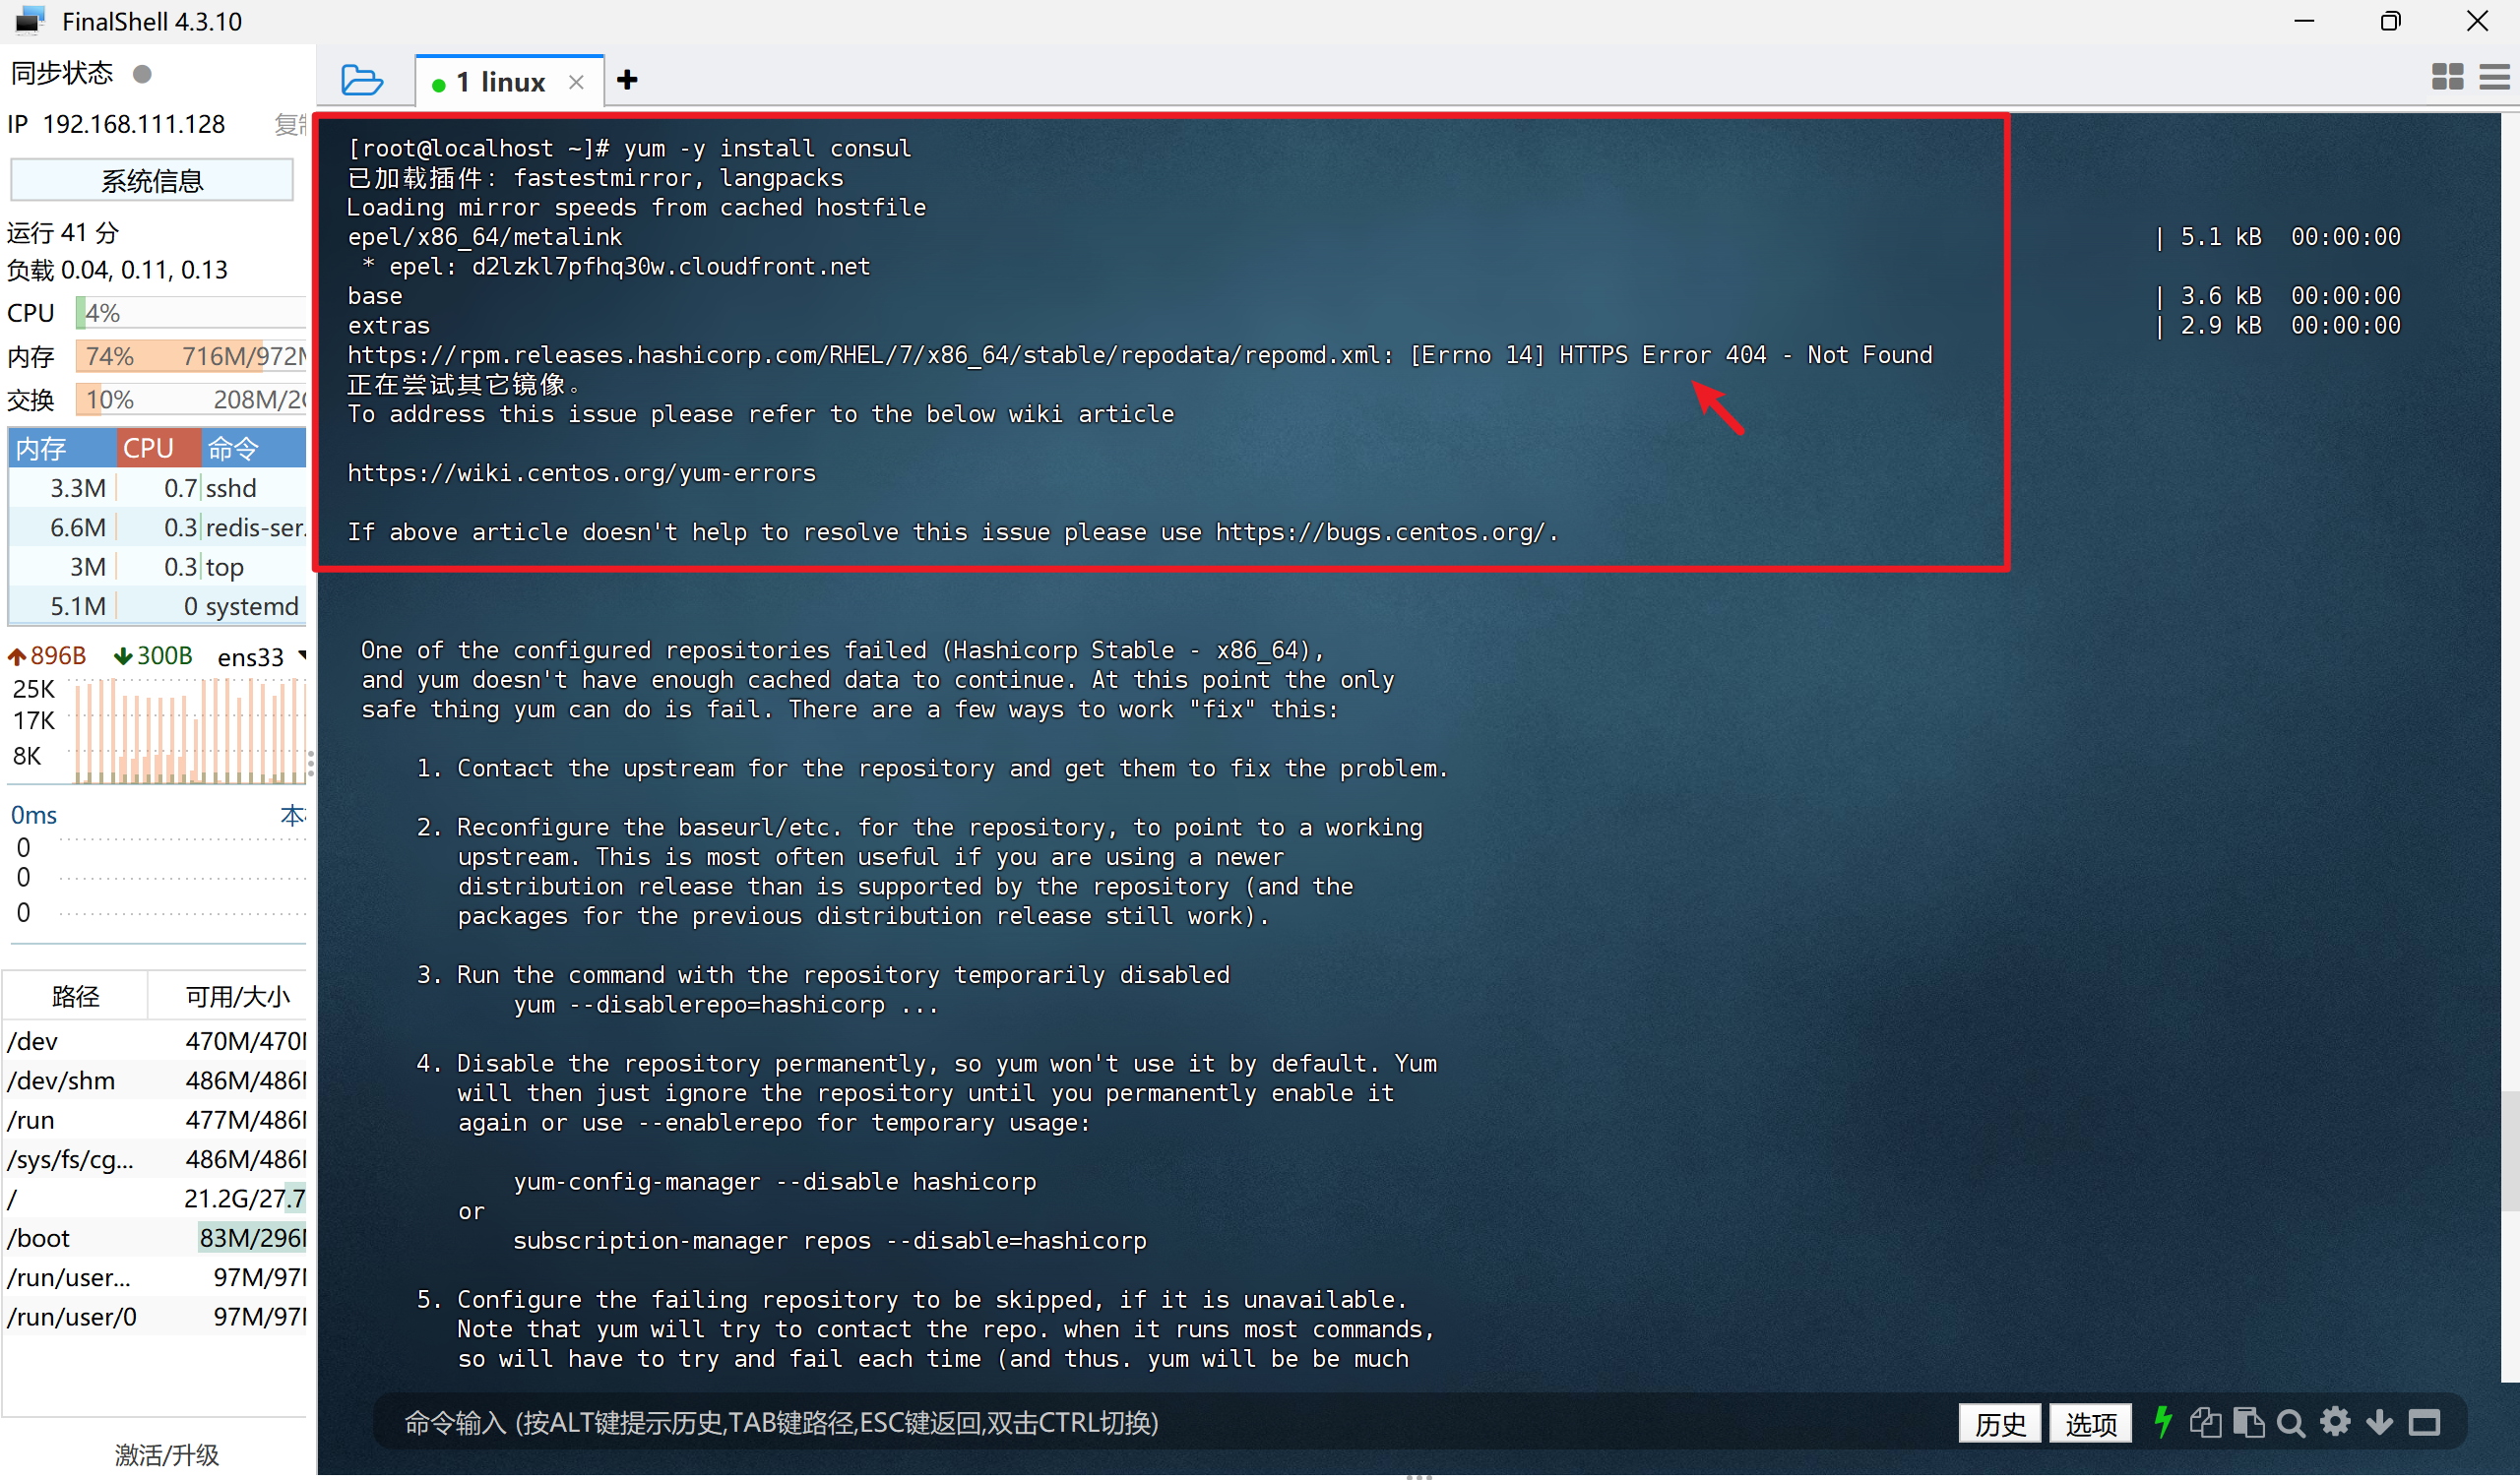 FinalShell 4.3.10
同步状态
IP 192.168.111.128 复制
系统信息
运行 41 分
负载 0.04, 0.11, 0.13
CPU 4%
内存 74% 716M/972M
交换 10% 208M/2
内存 CPU 命令
3.3M 0.7 sshd
6.6M 0.3 redis-ser.
3M 0.3 top
5.1M 0 systemd
896B 300B ens33
25K
17K
8K
0ms 本
0
0
0
路径 可用/大小
/dev 470M/470M
/dev/shm 486M/486M
/run 477M/486M
/sys/fs/cg... 486M/486M
/ 21.2G/27.7
/boot 83M/296M
/run/user... 97M/97M
/run/user/0 97M/97M
激活/升级
1 linux
[root@localhost ~]# yum -y install consul
已加载插件: fastestmirror, langpacks
Loading mirror speeds from cached hostfile
epel/x86_64/metalink | 5.1 kB 00:00:00
* epel: d2lzkl7pfhq30w.cloudfront.net
base | 3.6 kB 00:00:00
extras | 2.9 kB 00:00:00
https://rpm.releases.hashicorp.com/RHEL/7/x86_64/stable/repodata/repomd.xml: [Errno 14] HTTPS Error 404 - Not Found
正在尝试其它镜像。
To address this issue please refer to the below wiki article
https://wiki.centos.org/yum-errors
If above article doesn't help to resolve this issue please use https://bugs.centos.org/.
One of the configured repositories failed (Hashicorp Stable - x86_64),
and yum doesn't have enough cached data to continue. At this point the only
safe thing yum can do is fail. There are a few ways to work "fix" this:
1. Contact the upstream for the repository and get them to fix the problem.
2. Reconfigure the baseurl/etc. for the repository, to point to a working
upstream. This is most often useful if you are using a newer
distribution release than is supported by the repository (and the
packages for the previous distribution release still work).
3. Run the command with the repository temporarily disabled
yum --disablerepo=hashicorp ...
4. Disable the repository permanently, so yum won't use it by default. Yum
will then just ignore the repository until you permanently enable it
again or use --enablerepo for temporary usage:
yum-config-manager --disable hashicorp
or
subscription-manager repos --disable=hashicorp
5. Configure the failing repository to be skipped, if it is unavailable.
Note that yum will try to contact the repo. when it runs most commands,
so will have to try and fail each time (and thus. yum will be be much
命令输入 (按ALT键提示历史,TAB键路径,ESC键返回,双击CTRL切换)
历史 选项